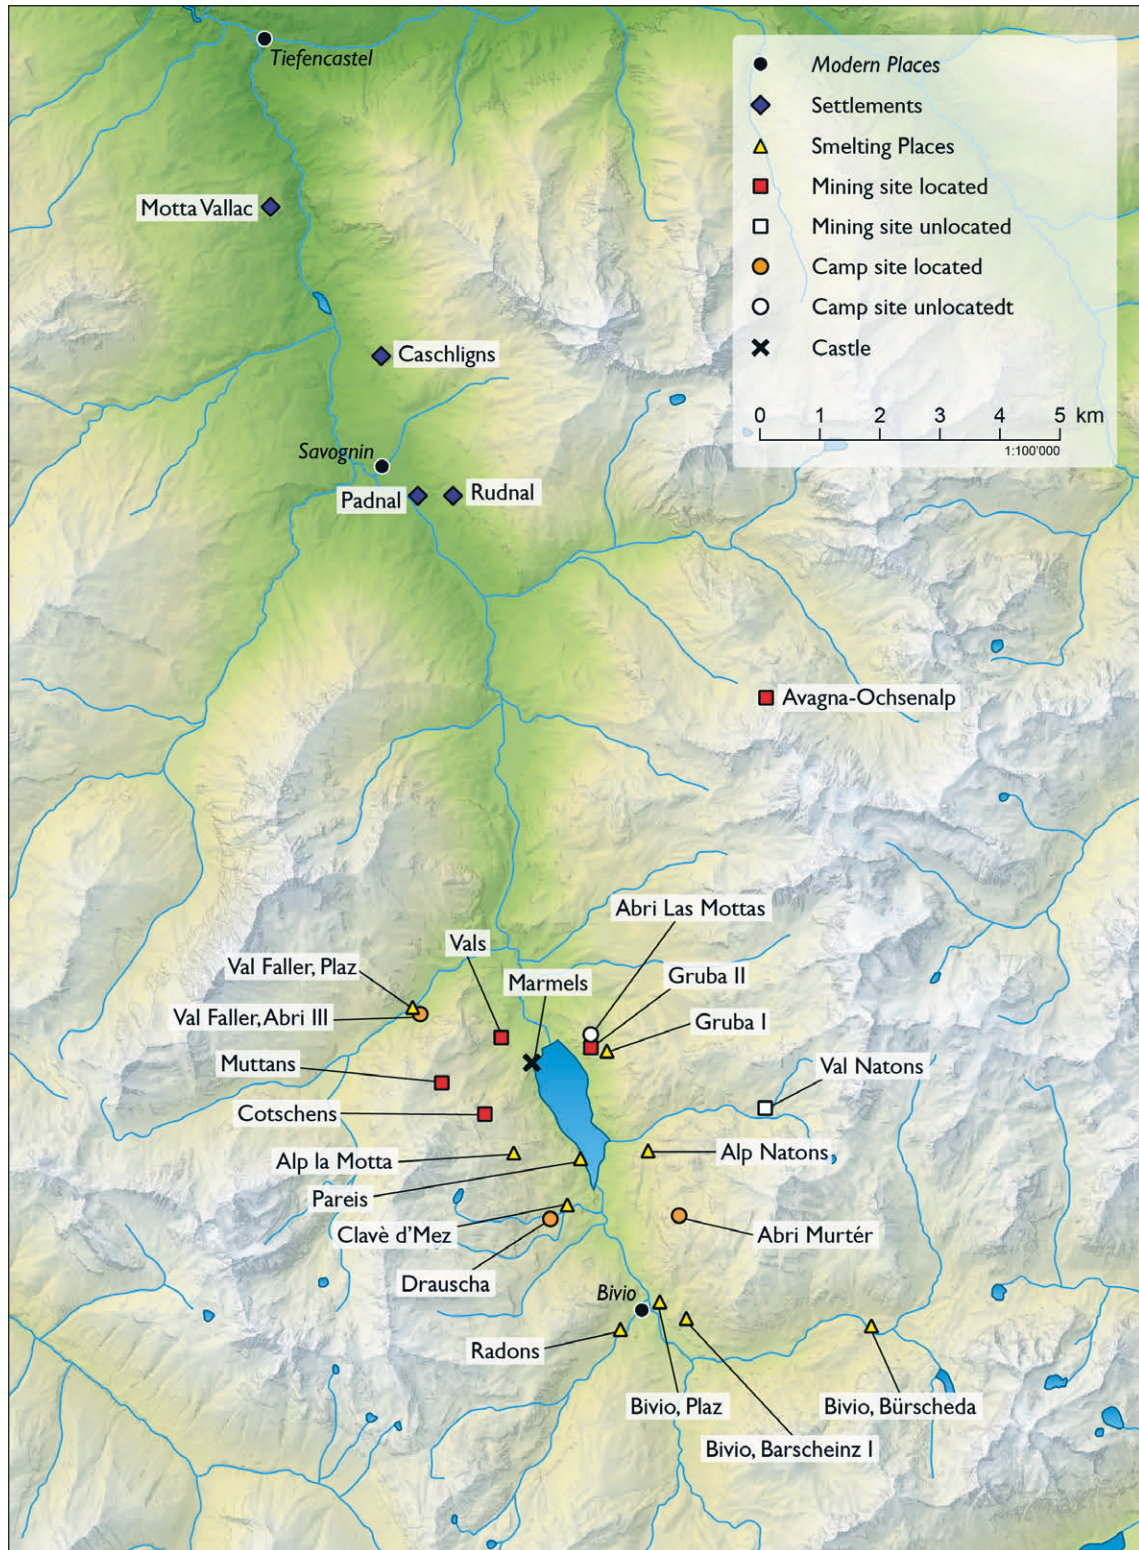 Tiefencastel
Modern Places
Settlements
Smelting Places
Mining site located
Mining site unlocated
Camp site located
Camp site unlocatedt
Castle
0 1 2 3 4 5 km
1:100'000
Motta Vallac
Caschligns
Savognin
Padnal
Rudnal
Avagna-Ochsenalp
Abri Las Mottas
Vals
Val Faller, Plaz
Marmels
Gruba II
Val Faller, Abri III
Gruba I
Muttans
Val Natons
Cotschens
Alp la Motta
Alp Natons
Pareis
Clavè d'Mez
Abri Murtér
Drauscha
Bivio
Radons
Bivio, Plaz
Bivio, Bürscheda
Bivio, Barscheinz I